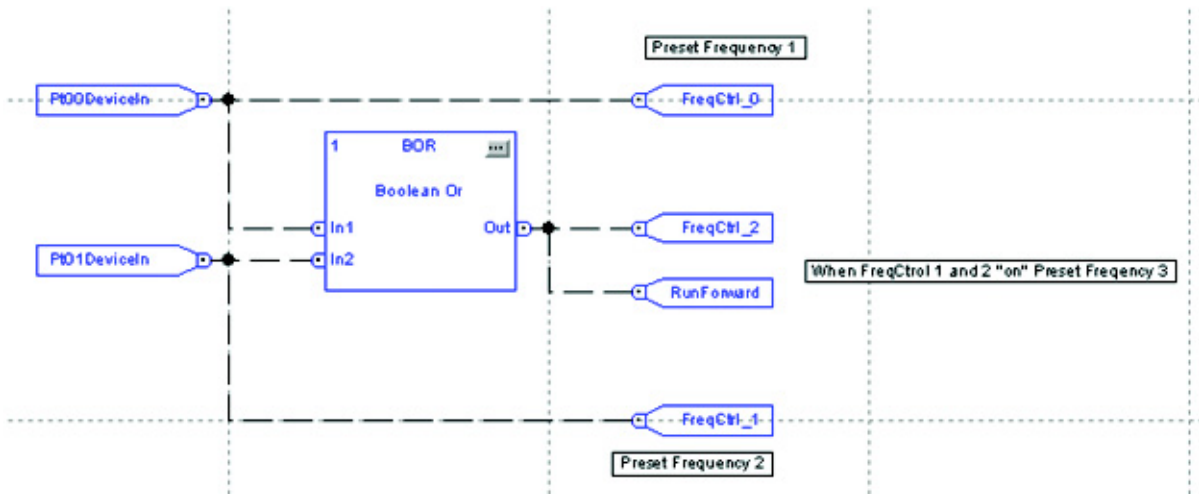 Preset Frequency 1
Pt00DeviceIn
FreqCtrl_0
1 BOR ...
Boolean Or
In1
Out
FreqCtrl_2
Pt01DeviceIn
In2
When FreqCtrol 1 and 2 "on" Preset Freqency 3
RunForward
FreqCtrl_1
Preset Frequency 2